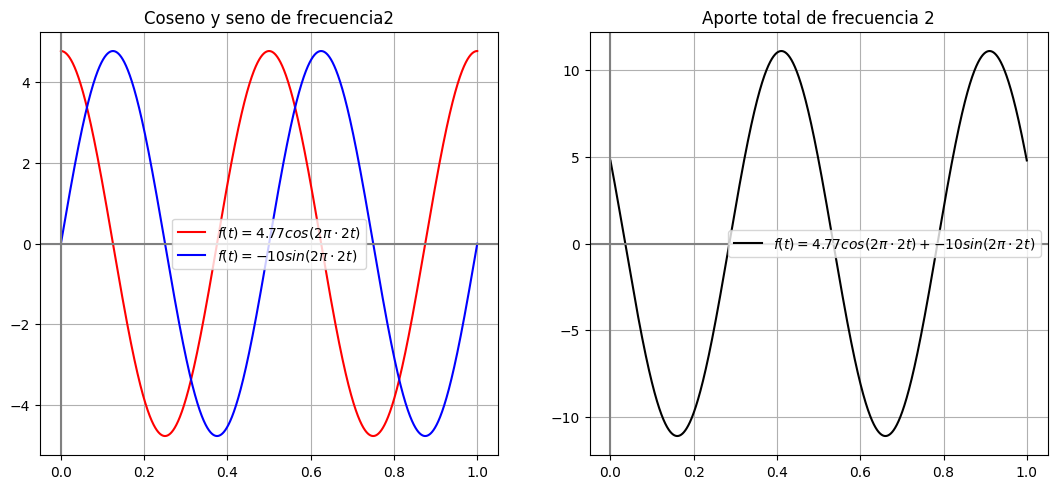 Coseno y seno de frecuencia2
4
2
0
−2
−4
f(t) = 4.77cos(2π · 2t)
f(t) = −10sin(2π · 2t)
0.0 0.2 0.4 0.6 0.8 1.0
Aporte total de frecuencia 2
10
5
0
−5
−10
f(t) = 4.77cos(2π · 2t) + −10sin(2π · 2t)
0.0 0.2 0.4 0.6 0.8 1.0